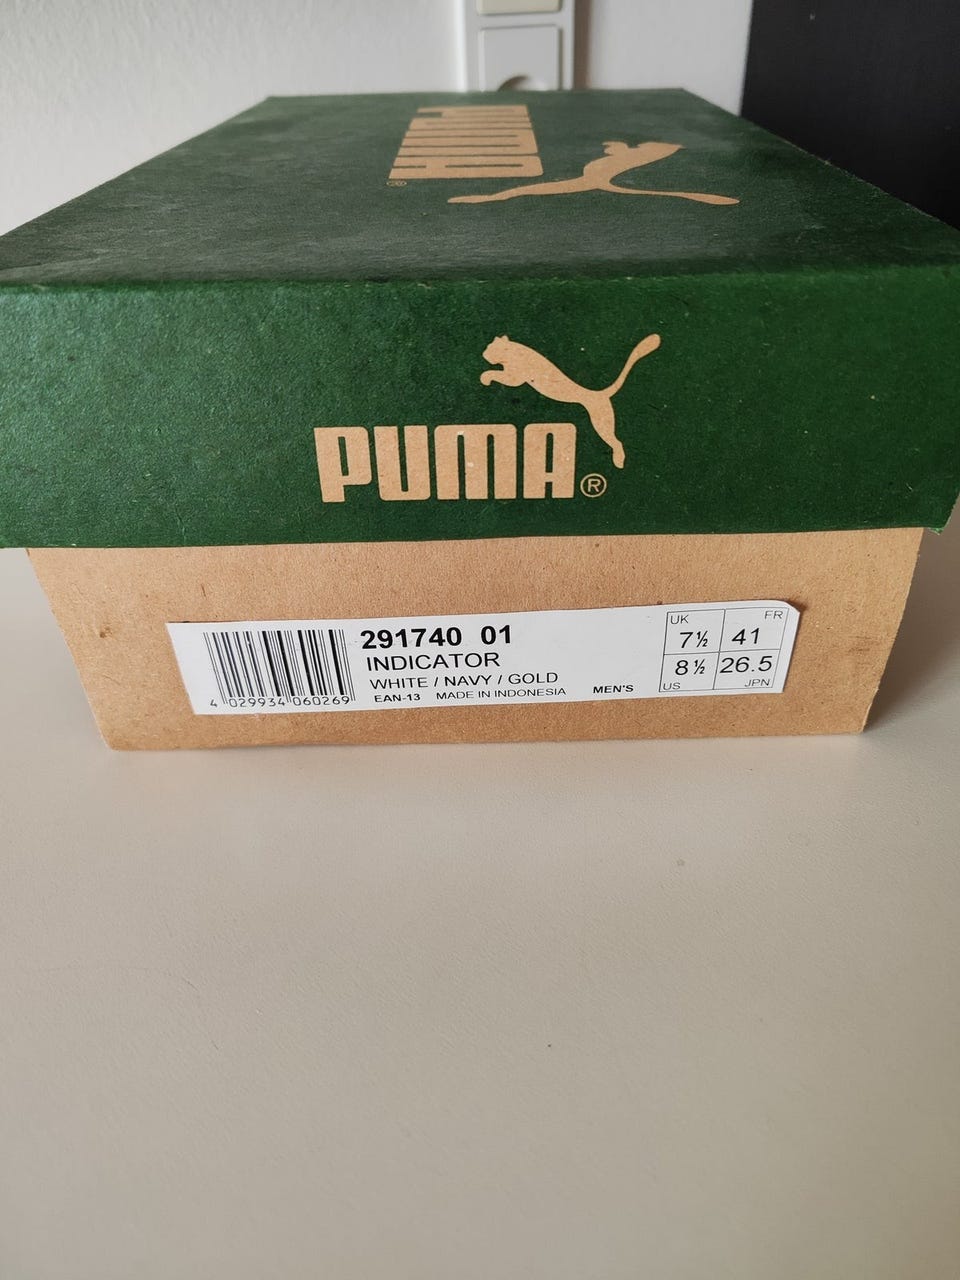 PUMA
®
PUMA®
291740 01
INDICATOR
WHITE / NAVY / GOLD
EAN-13 MADE IN INDONESIA MEN'S
4 029934 060269
UK FR
7½ 41
8½ 26.5
US JPN